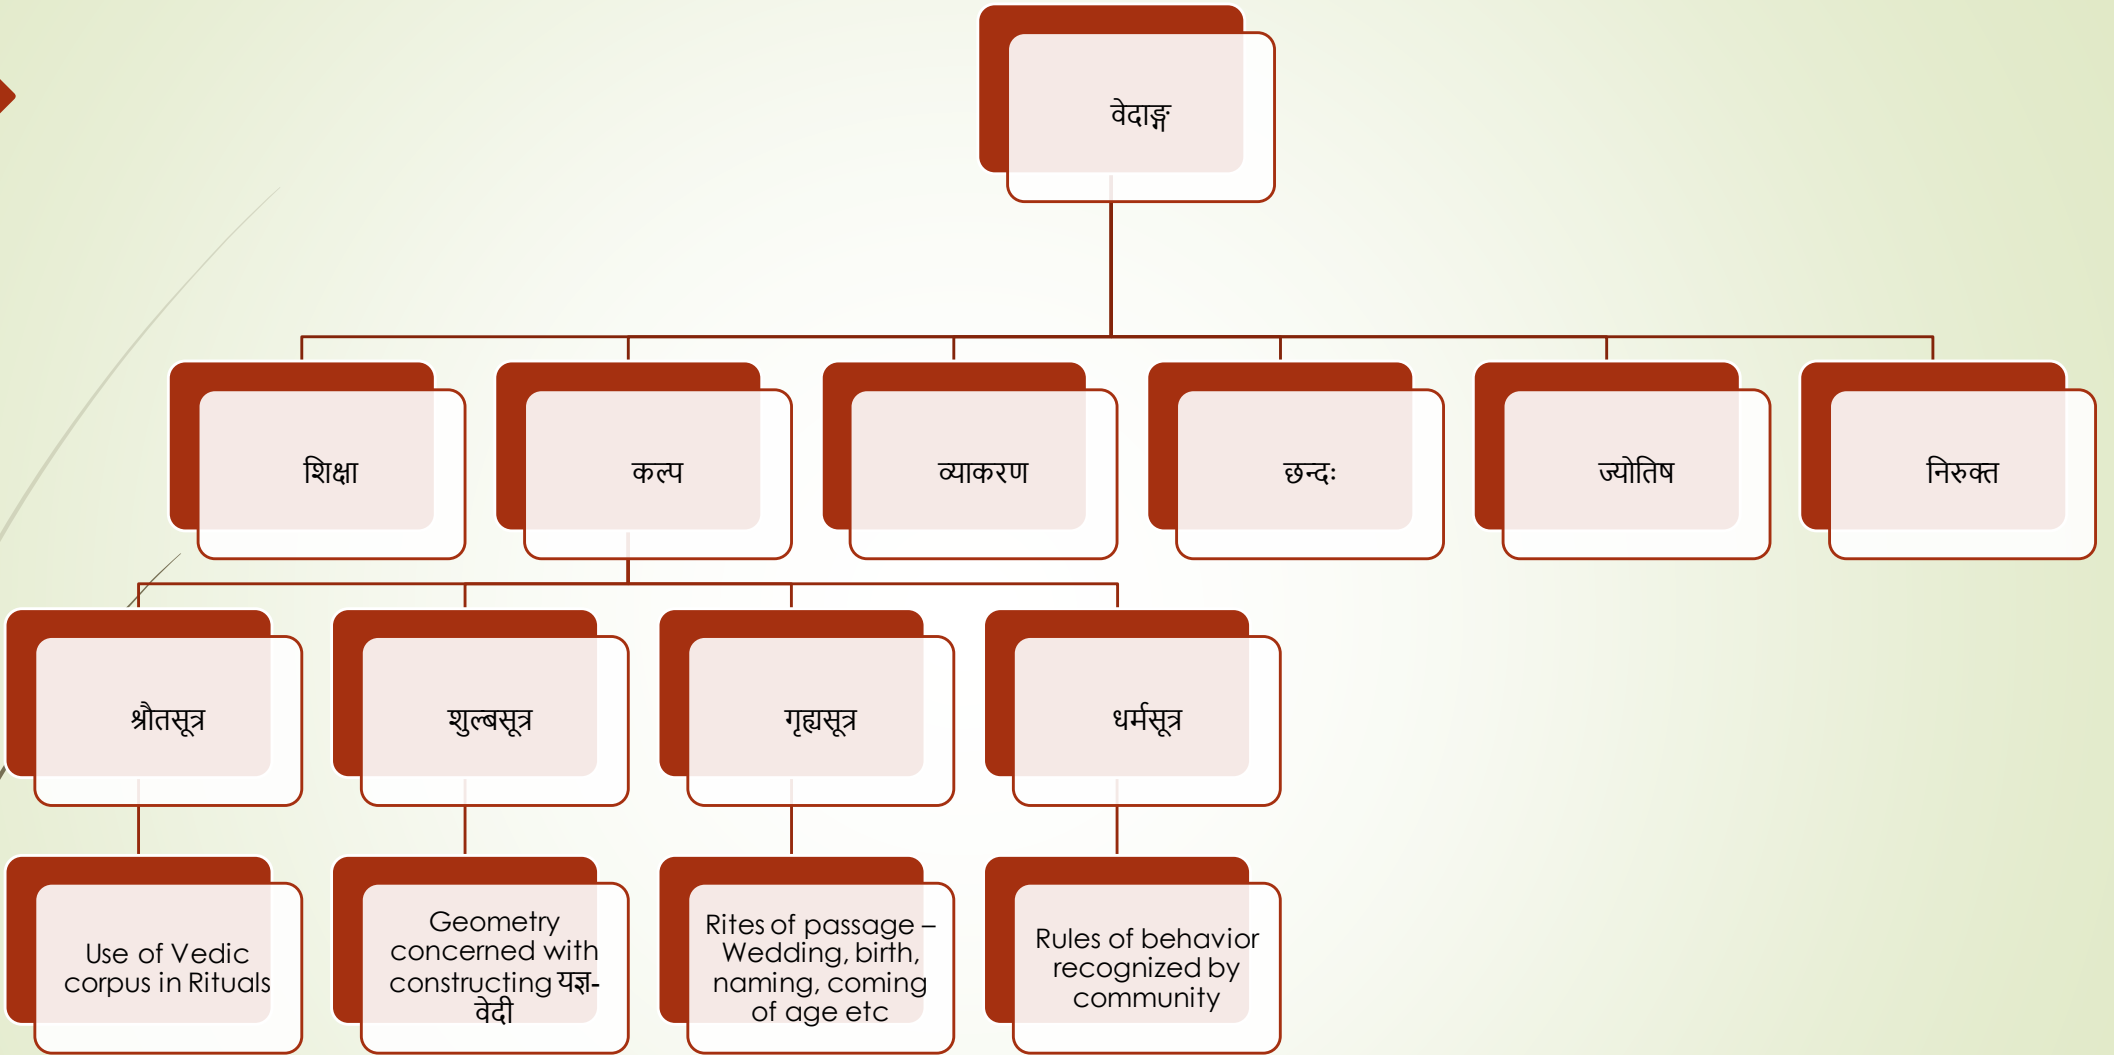 वेदाङ्ग
शिक्षा
कल्प
व्याकरण
छन्दः
ज्योतिष
निरुक्त
श्रौतसूत्र
शुल्बसूत्र
गृह्यसूत्र
धर्मसूत्र
Use of Vedic
corpus in Rituals
Geometry
concerned with
constructing यज्ञ-
वेदी
Rites of passage –
Wedding, birth,
naming, coming
of age etc
Rules of behavior
recognized by
community